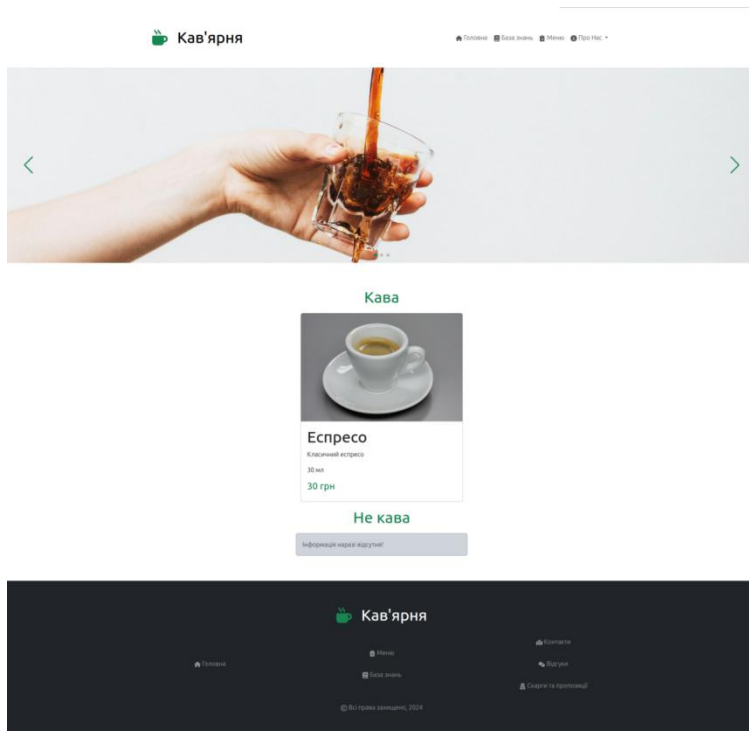 Кав'ярня
Головна База знань Меню Про Нас
Кава
Еспресо
Класичний еспресо
30 мл
30 грн
Не кава
Інформація наразі відсутня!
Кав'ярня
Контакти
Меню
Головна
Відгуки
База знань
Скарги та пропозиції
© Всі права захищені, 2024